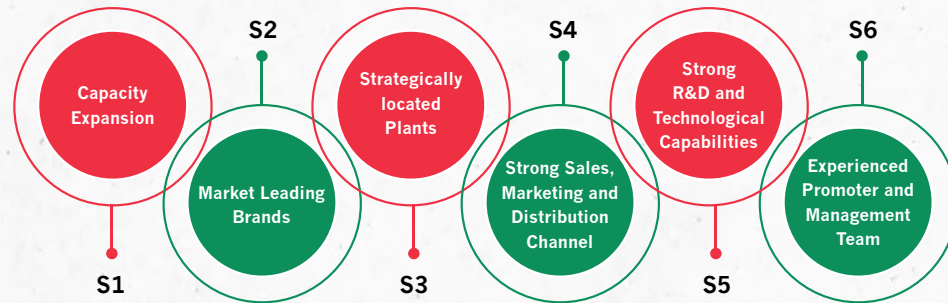 S2
S4
S6
Capacity
Expansion
Strategically
located
Plants
Strong
R&D and
Technological
Capabilities
Market Leading
Brands
Strong Sales,
Marketing and
Distribution
Channel
Experienced
Promoter and
Management
Team
S1
S3
S5